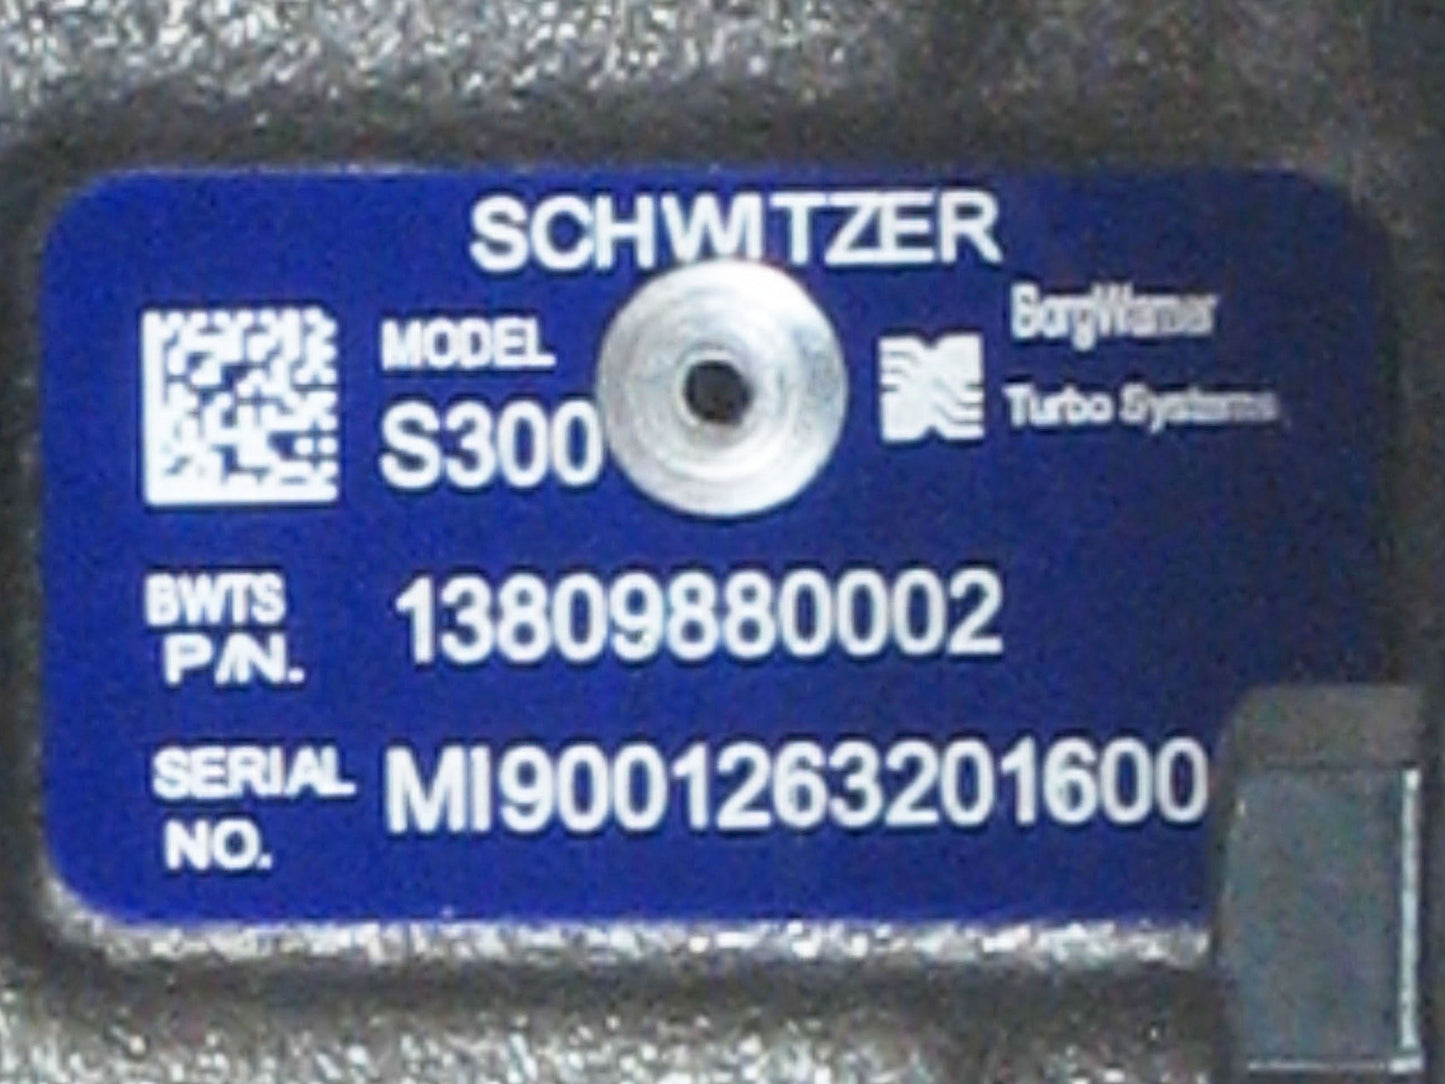 SCHWITZER
MODEL
S300
BorgWarner
Turbo Systems
BWTS
P/N.
13809880002
SERIAL
NO.
MI9001263201600